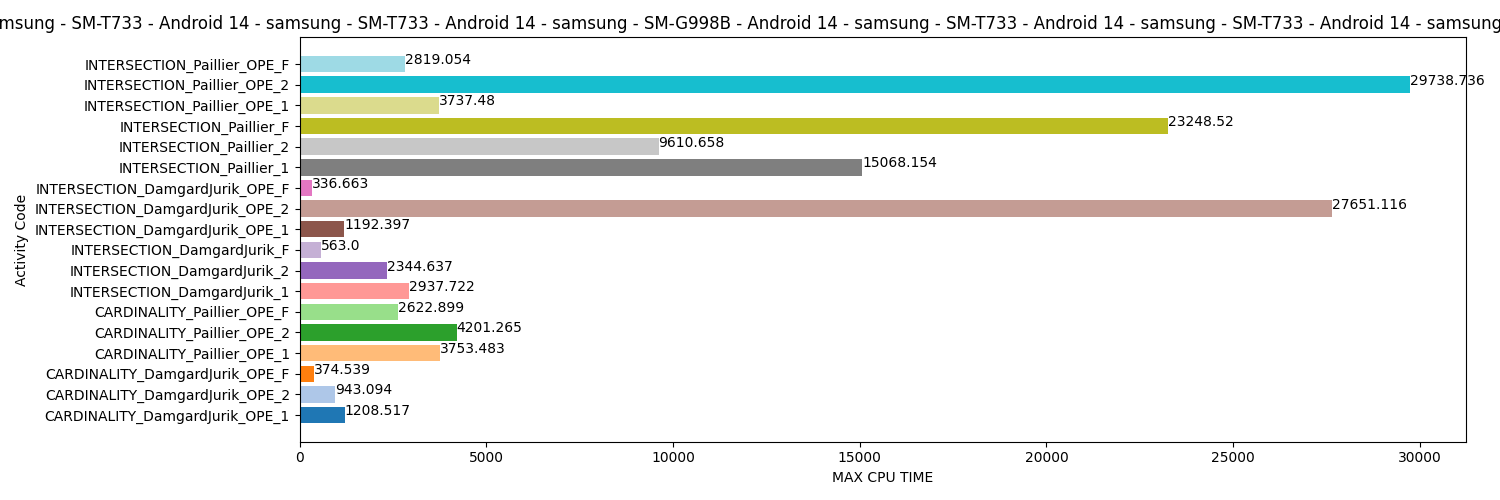 msung - SM-T733 - Android 14 - samsung - SM-T733 - Android 14 - samsung - SM-G998B - Android 14 - samsung - SM-T733 - Android 14 - samsung - SM-T733 - Android 14 - samsung
INTERSECTION_Paillier_OPE_F 2819.054
INTERSECTION_Paillier_OPE_2 29738.736
INTERSECTION_Paillier_OPE_1 3737.48
INTERSECTION_Paillier_F 23248.52
INTERSECTION_Paillier_2 9610.658
INTERSECTION_Paillier_1 15068.154
INTERSECTION_DamgardJurik_OPE_F 336.663
INTERSECTION_DamgardJurik_OPE_2 27651.116
INTERSECTION_DamgardJurik_OPE_1 1192.397
INTERSECTION_DamgardJurik_F 563.0
INTERSECTION_DamgardJurik_2 2344.637
INTERSECTION_DamgardJurik_1 2937.722
CARDINALITY_Paillier_OPE_F 2622.899
CARDINALITY_Paillier_OPE_2 4201.265
CARDINALITY_Paillier_OPE_1 3753.483
CARDINALITY_DamgardJurik_OPE_F 374.539
CARDINALITY_DamgardJurik_OPE_2 943.094
CARDINALITY_DamgardJurik_OPE_1 1208.517
Activity Code
0 5000 10000 15000 20000 25000 30000
MAX CPU TIME